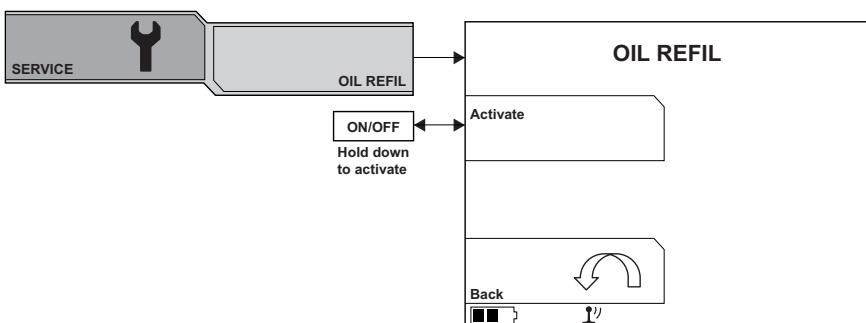 SERVICE
OIL REFIL
OIL REFIL
Activate
ON/OFF
Hold down
to activate
Back